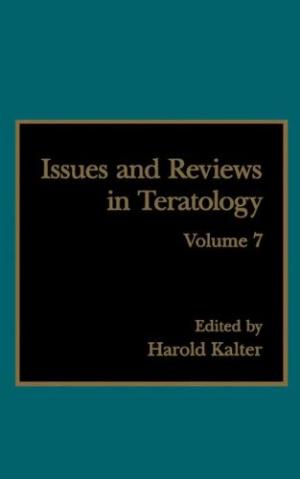 Issues and Reviews
in Teratology
Volume 7
Edited by
Harold Kalter